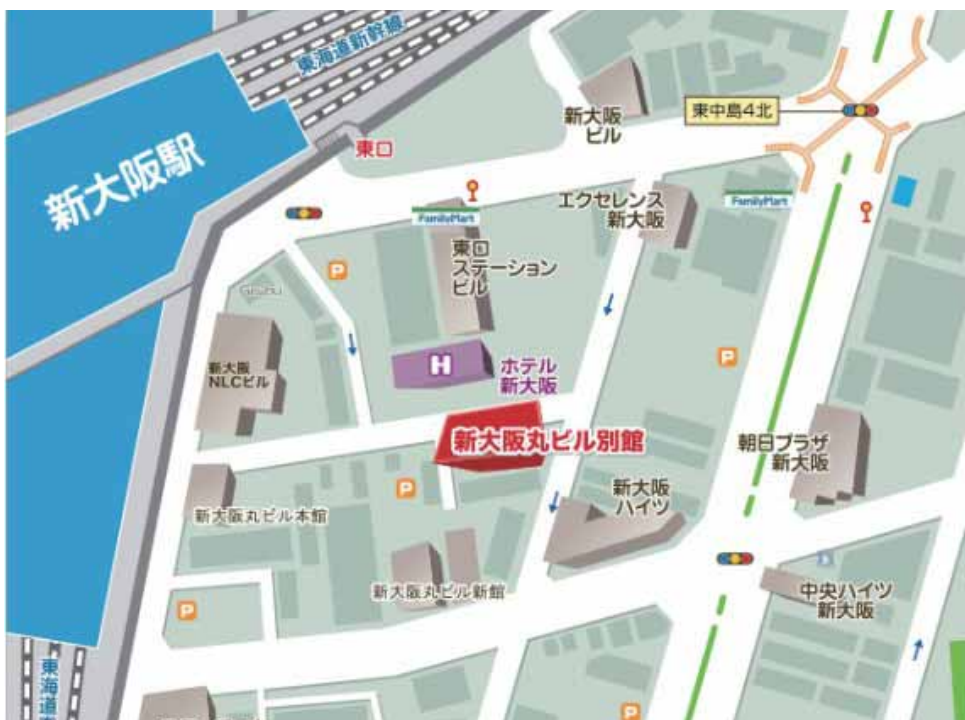 東海道新幹線
新大阪駅
東口
新大阪
ビル
東中島4北
FamilyMart
エクセレンス
新大阪
FamilyMart
東口
ステーション
ビル
P
H
ホテル
新大阪
新大阪
NLCビル
P
新大阪丸ビル別館
朝日プラザ
新大阪
P
新大阪
ハイツ
新大阪丸ビル本館
新大阪丸ビル新館
中央ハイツ
新大阪
P
東海道
P